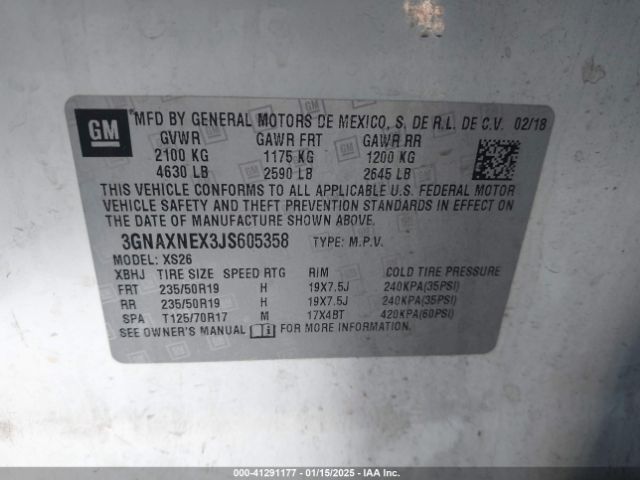 GM
MFD BY GENERAL MOTORS DE MEXICO, S. DE R.L. DE C.V. 02/18
GVWR GAWR FRT GAWR RR
2100 KG 1175 KG 1200 KG
4630 LB 2590 LB 2645 LB
THIS VEHICLE CONFORMS TO ALL APPLICABLE U.S. FEDERAL MOTOR
VEHICLE SAFETY AND THEFT PREVENTION STANDARDS IN EFFECT ON
THE DATE OF MANUFACTURE SHOWN ABOVE.
3GNAXNEX3JS605358 TYPE: M.P.V.
MODEL: XS26
XBHJ TIRE SIZE SPEED RTG RIM COLD TIRE PRESSURE
FRT 235/50R19 H 19X7.5J 240KPA(35PSI)
RR 235/50R19 H 19X7.5J 240KPA(35PSI)
SPA T125/70R17 M 17X4BT 420KPA(60PSI)
SEE OWNER'S MANUAL FOR MORE INFORMATION.
000-41291177 - 01/15/2025 - IAA Inc.